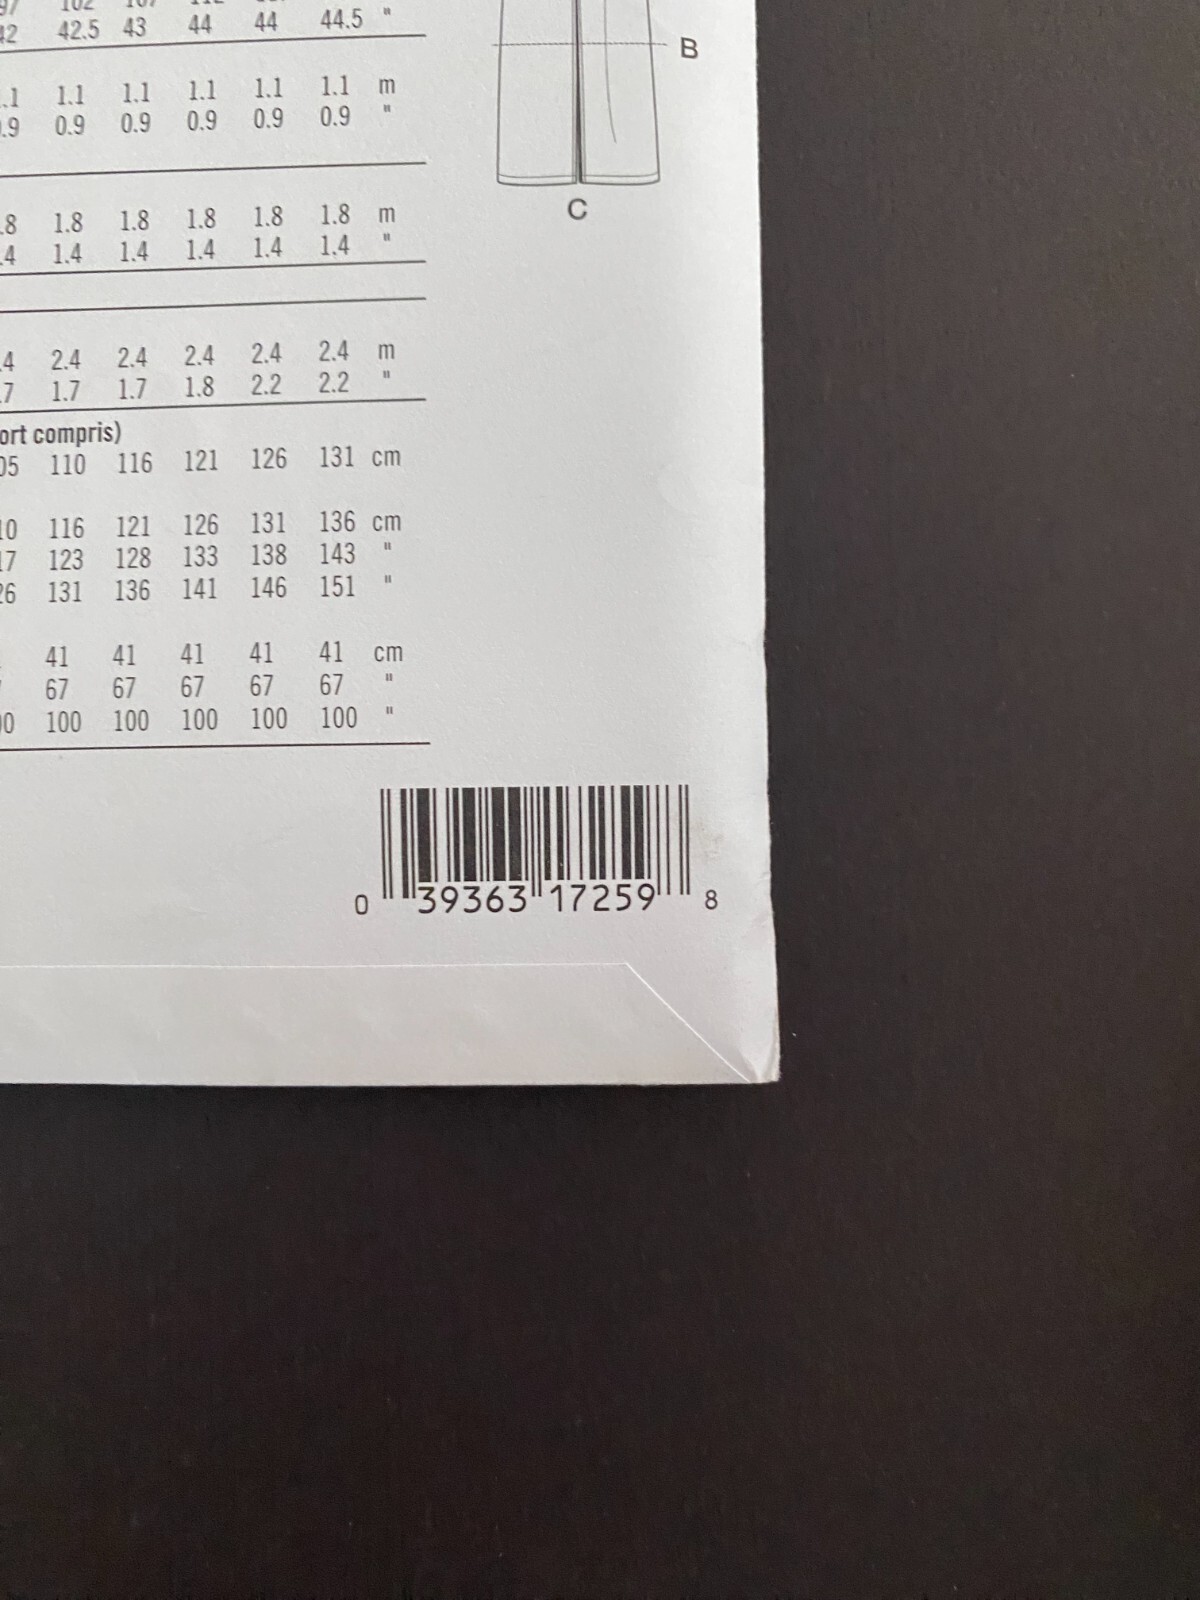 42.5 43 44 44 44.5 "
B
1.1 1.1 1.1 1.1 1.1 m
0.9 0.9 0.9 0.9 0.9 "
C
1.8 1.8 1.8 1.8 1.8 m
1.4 1.4 1.4 1.4 1.4 "
2.4 2.4 2.4 2.4 2.4 m
1.7 1.7 1.8 2.2 2.2 "
ort compris)
110 116 121 126 131 cm
116 121 126 131 136 cm
123 128 133 138 143 "
131 136 141 146 151 "
41 41 41 41 41 cm
67 67 67 67 67 "
100 100 100 100 100 "
0 39363 17259 8